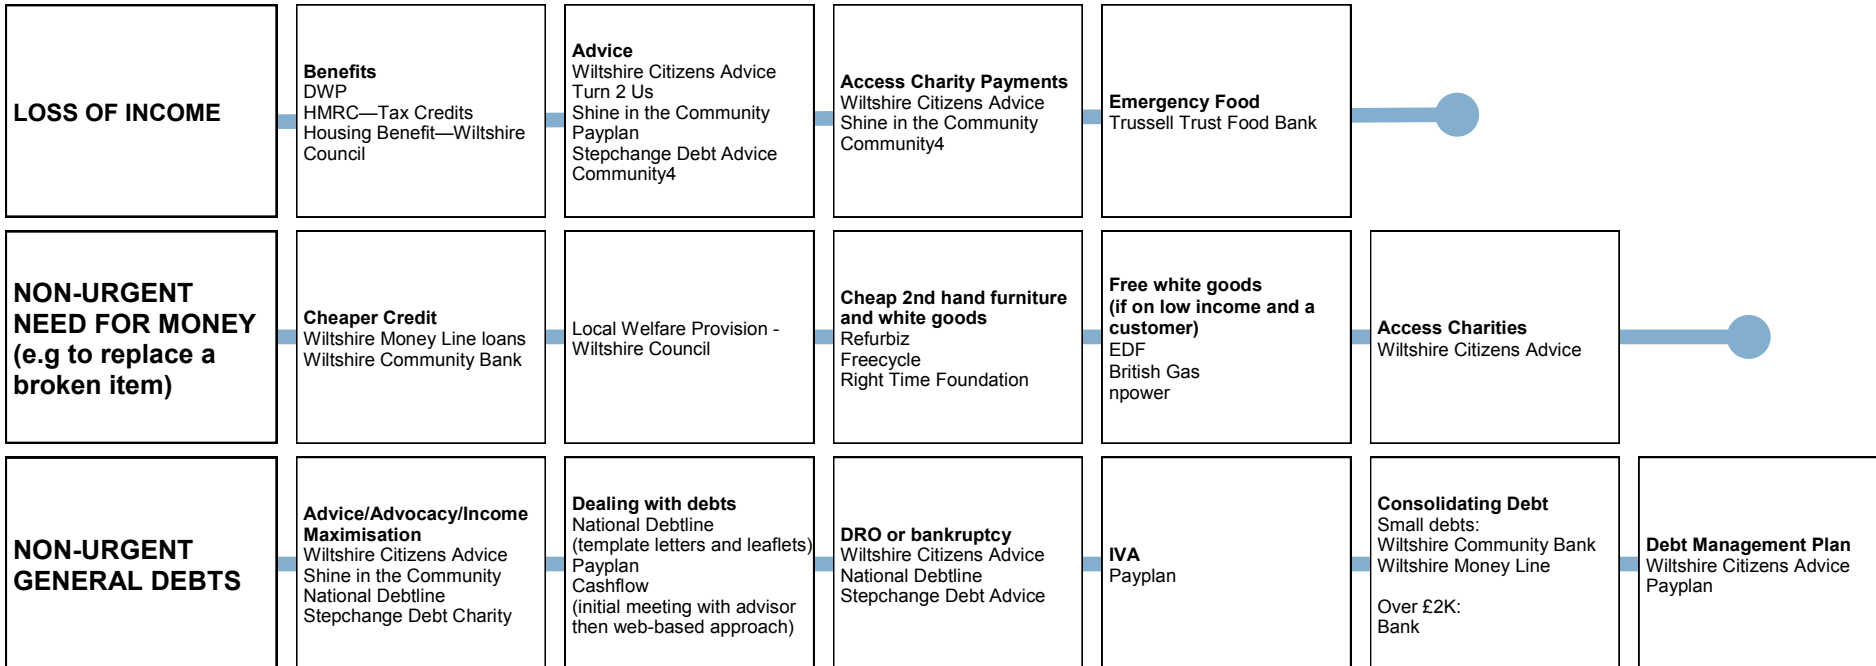 LOSS OF INCOME
Benefits
DWP
HMRC—Tax Credits
Housing Benefit—Wiltshire
Council
Advice
Wiltshire Citizens Advice
Turn 2 Us
Shine in the Community
Payplan
Stepchange Debt Advice
Community4
Access Charity Payments
Wiltshire Citizens Advice
Shine in the Community
Community4
Emergency Food
Trussell Trust Food Bank
NON-URGENT
NEED FOR MONEY
(e.g to replace a
broken item)
Cheaper Credit
Wiltshire Money Line loans
Wiltshire Community Bank
Local Welfare Provision -
Wiltshire Council
Cheap 2nd hand furniture
and white goods
Refurbiz
Freecycle
Right Time Foundation
Free white goods
(if on low income and a
customer)
EDF
British Gas
npower
Access Charities
Wiltshire Citizens Advice
NON-URGENT
GENERAL DEBTS
Advice/Advocacy/Income
Maximisation
Wiltshire Citizens Advice
Shine in the Community
National Debtline
Stepchange Debt Charity
Dealing with debts
National Debtline
(template letters and leaflets)
Payplan
Cashflow
(initial meeting with advisor
then web-based approach)
DRO or bankruptcy
Wiltshire Citizens Advice
National Debtline
Stepchange Debt Advice
IVA
Payplan
Consolidating Debt
Small debts:
Wiltshire Community Bank
Wiltshire Money Line
Over £2K:
Bank
Debt Management Plan
Wiltshire Citizens Advice
Payplan